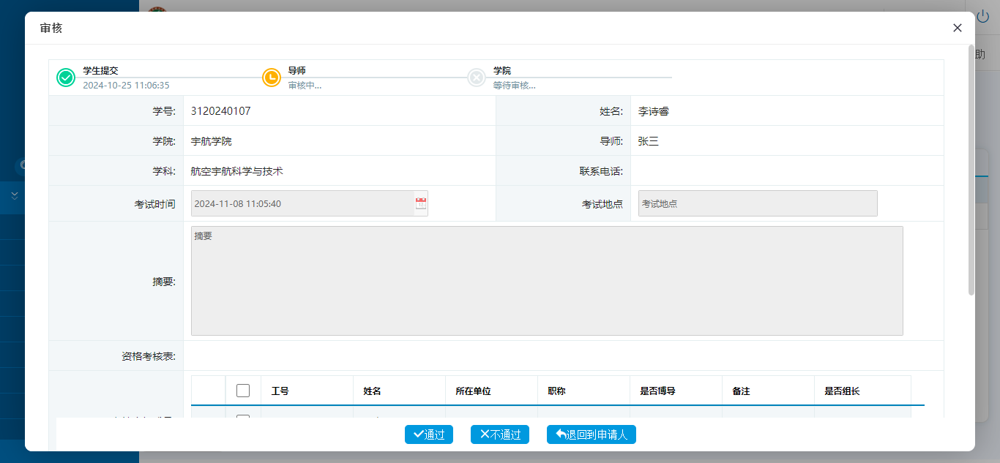 助
审核
学生提交
2024-10-25 11:06:35
导师
审核中...
学院
等待审核...
学号: 3120240107 姓名: 李诗睿
学院: 宇航学院 导师: 张三
学科: 航空宇航科学与技术 联系电话:
考试时间 2024-11-08 11:05:40 考试地点 考试地点
摘要: 摘要
资格考核表:
工号 姓名 所在单位 职称 是否博导 备注 是否组长
通过 不通过 退回到申请人